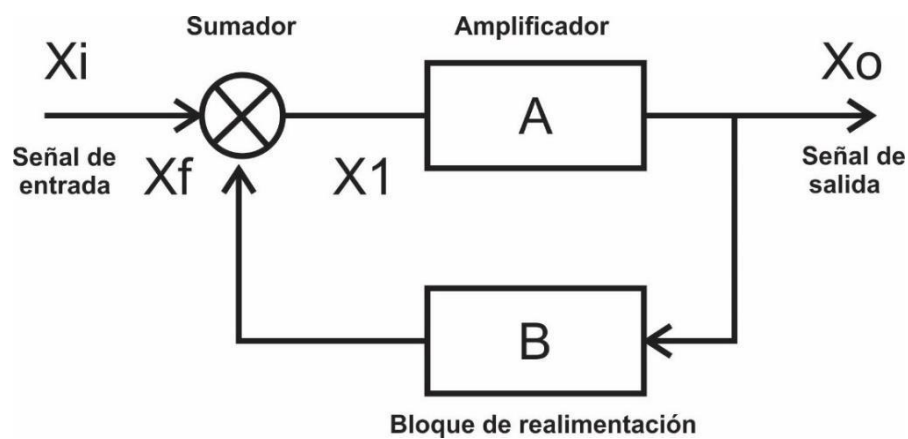 Sumador
Amplificador
Xi
Xo
A
Señal de
entrada
Xf
X1
Señal de
salida
B
Bloque de realimentación